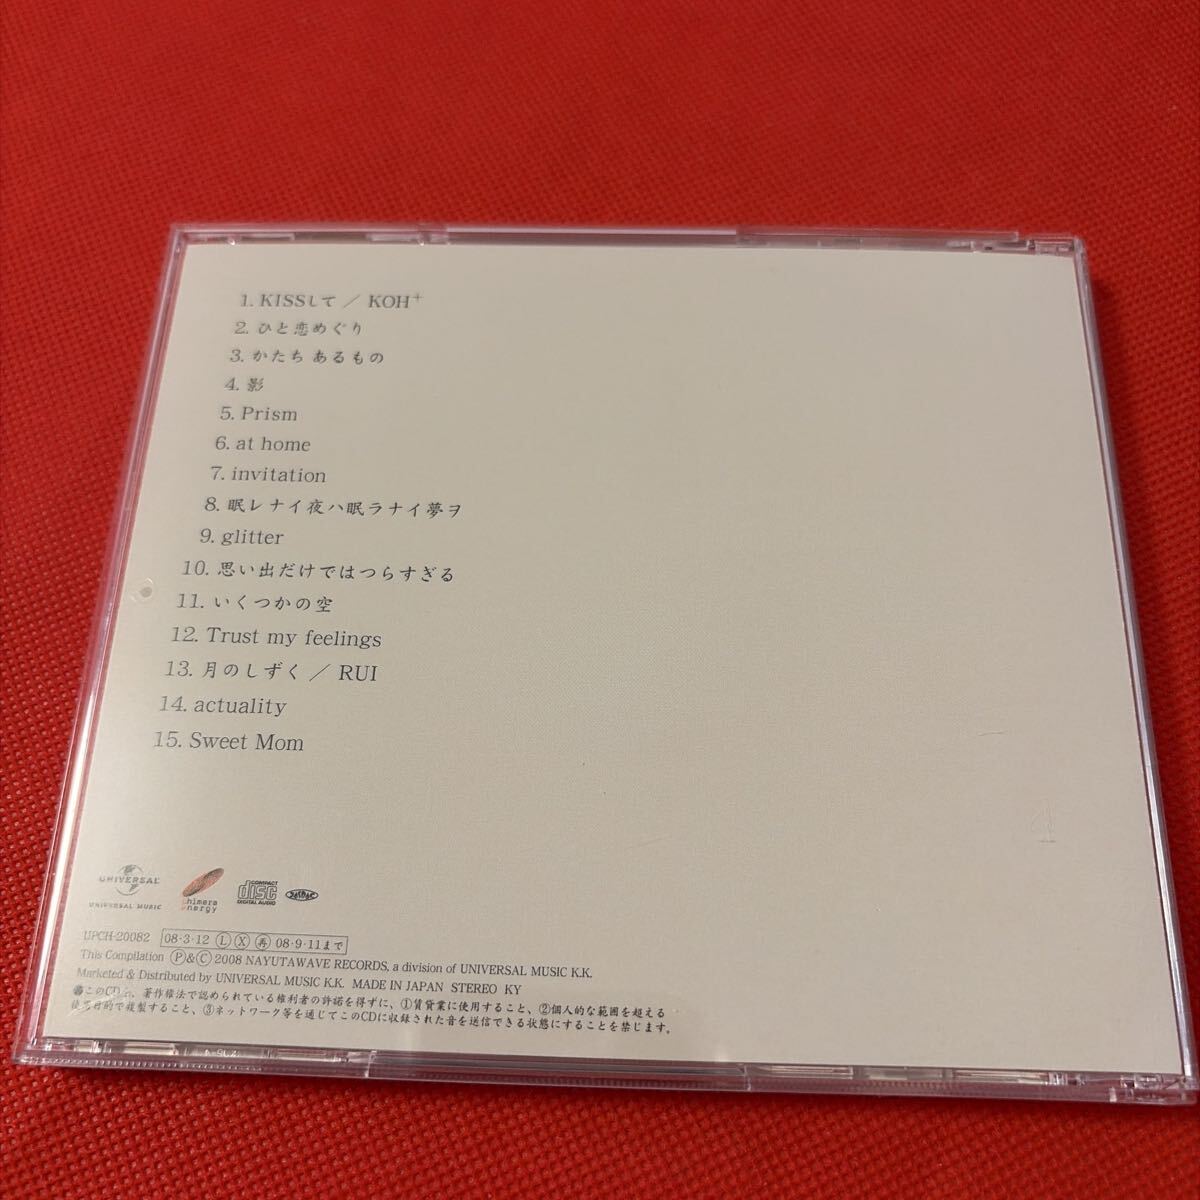 1. KISSして / KOH+
2. ひと恋めぐり
3. かたち あるもの
4. 影
5. Prism
6. at home
7. invitation
8. 眠レナイ夜ハ眠ラナイ夢ヲ
9. glitter
10. 思い出だけではつらすぎる
11. いくつかの空
12. Trust my feelings
13. 月のしずく / RUI
14. actuality
15. Sweet Mom
UNIVERSAL
UNIVERSAL MUSIC
chimera energy
COMPACT disc DIGITAL AUDIO
UPCH-20082 08・3・12 Ⓛ Ⓧ ㊢ 08・9・11まで
This Compilation Ⓟ&Ⓒ 2008 NAYUTAWAVE RECORDS, a division of UNIVERSAL MUSIC K.K.
Marketed & Distributed by UNIVERSAL MUSIC K.K. MADE IN JAPAN STEREO KY
このCDを、著作権法で認められている権利者の許諾を得ずに、①賃貸業に使用すること、②個人的な範囲を超える
使用目的で複製すること、③ネットワーク等を通じてこのCDに収録された音を送信できる状態にすることを禁じます。